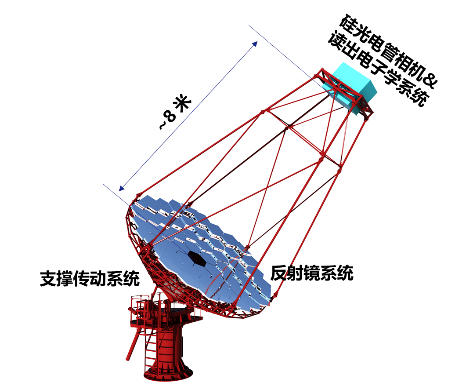 硅光电管相机&
读出电子学系统
~8 米
支撑传动系统
反射镜系统